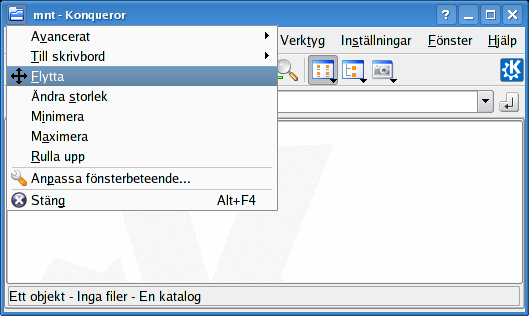 mnt - Konqueror
Avancerat
Till skrivbord
Flytta
Ändra storlek
Minimera
Maximera
Rulla upp
Anpassa fönsterbeteende...
Stäng Alt+F4
Verktyg Inställningar Fönster Hjälp
Ett objekt - Inga filer - En katalog